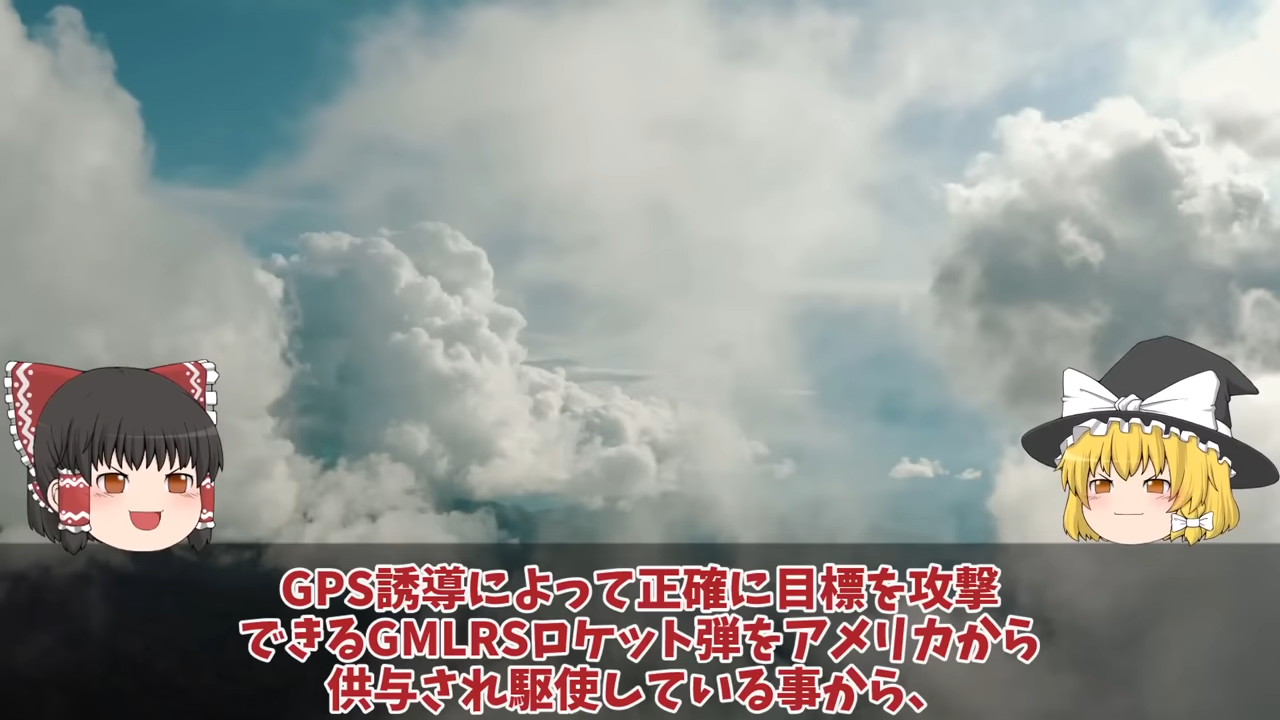 GPS誘導によって正確に目標を攻撃
できるGMLRSロケット弾をアメリカから
供与され駆使している事から、